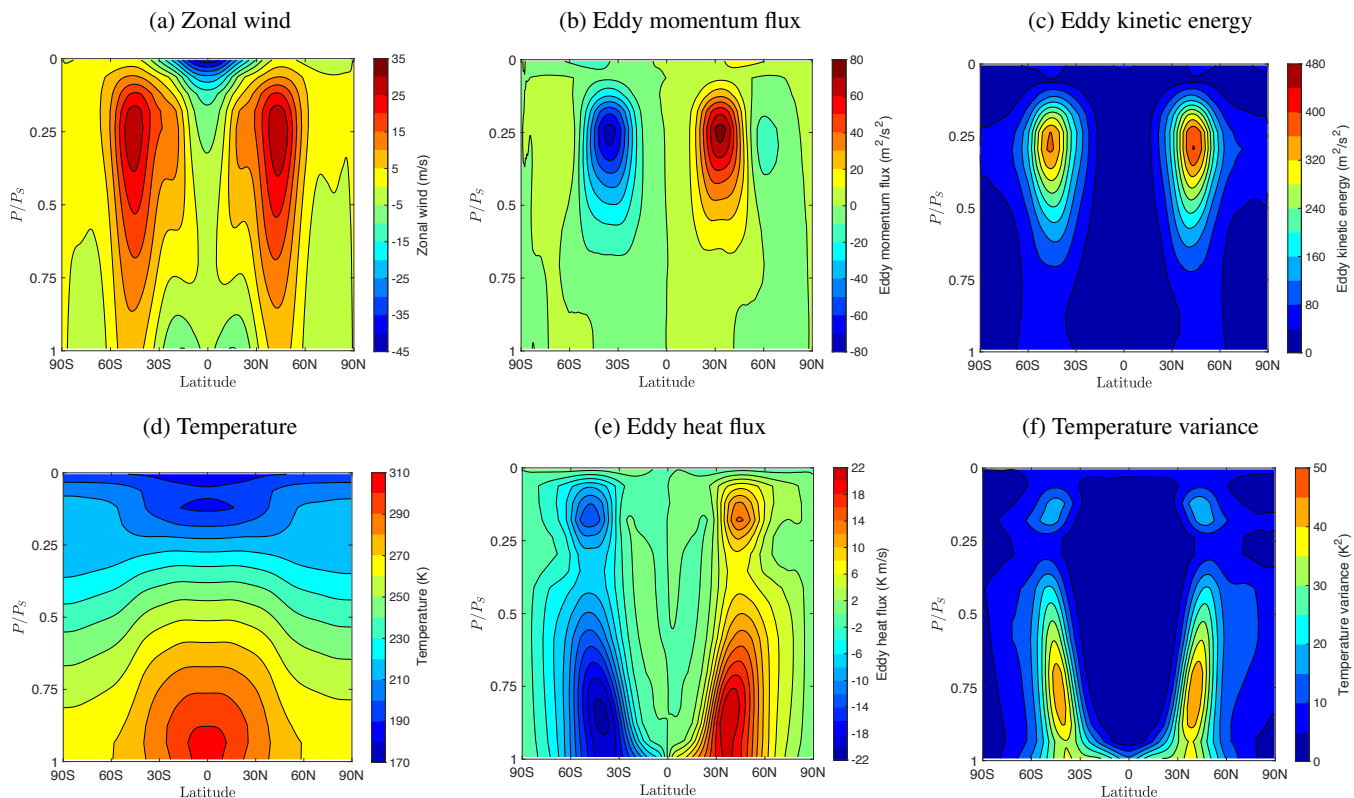 (a) Zonal wind
(b) Eddy momentum flux
(c) Eddy kinetic energy
0
0.25
0.5
0.75
1
P/P_S
90S 60S 30S 0 30N 60N 90N
Latitude
35
25
15
5
-5
-15
-25
-35
-45
Zonal wind (m/s)
0
0.25
0.5
0.75
1
P/P_S
90S 60S 30S 0 30N 60N 90N
Latitude
80
60
40
20
0
-20
-40
-60
-80
Eddy momentum flux (m²/s²)
0
0.25
0.5
0.75
1
P/P_S
90S 60S 30S 0 30N 60N 90N
Latitude
480
400
320
240
160
80
0
Eddy kinetic energy (m²/s²)
(d) Temperature
(e) Eddy heat flux
(f) Temperature variance
0
0.25
0.5
0.75
1
P/P_S
90S 60S 30S 0 30N 60N 90N
Latitude
310
290
270
250
230
210
190
170
Temperature (K)
0
0.25
0.5
0.75
1
P/P_S
90S 60S 30S 0 30N 60N 90N
Latitude
22
18
14
10
6
2
-2
-6
-10
-14
-18
-22
Eddy heat flux (K m/s)
0
0.25
0.5
0.75
1
P/P_S
90S 60S 30S 0 30N 60N 90N
Latitude
50
40
30
20
10
0
Temperature variance (K²)